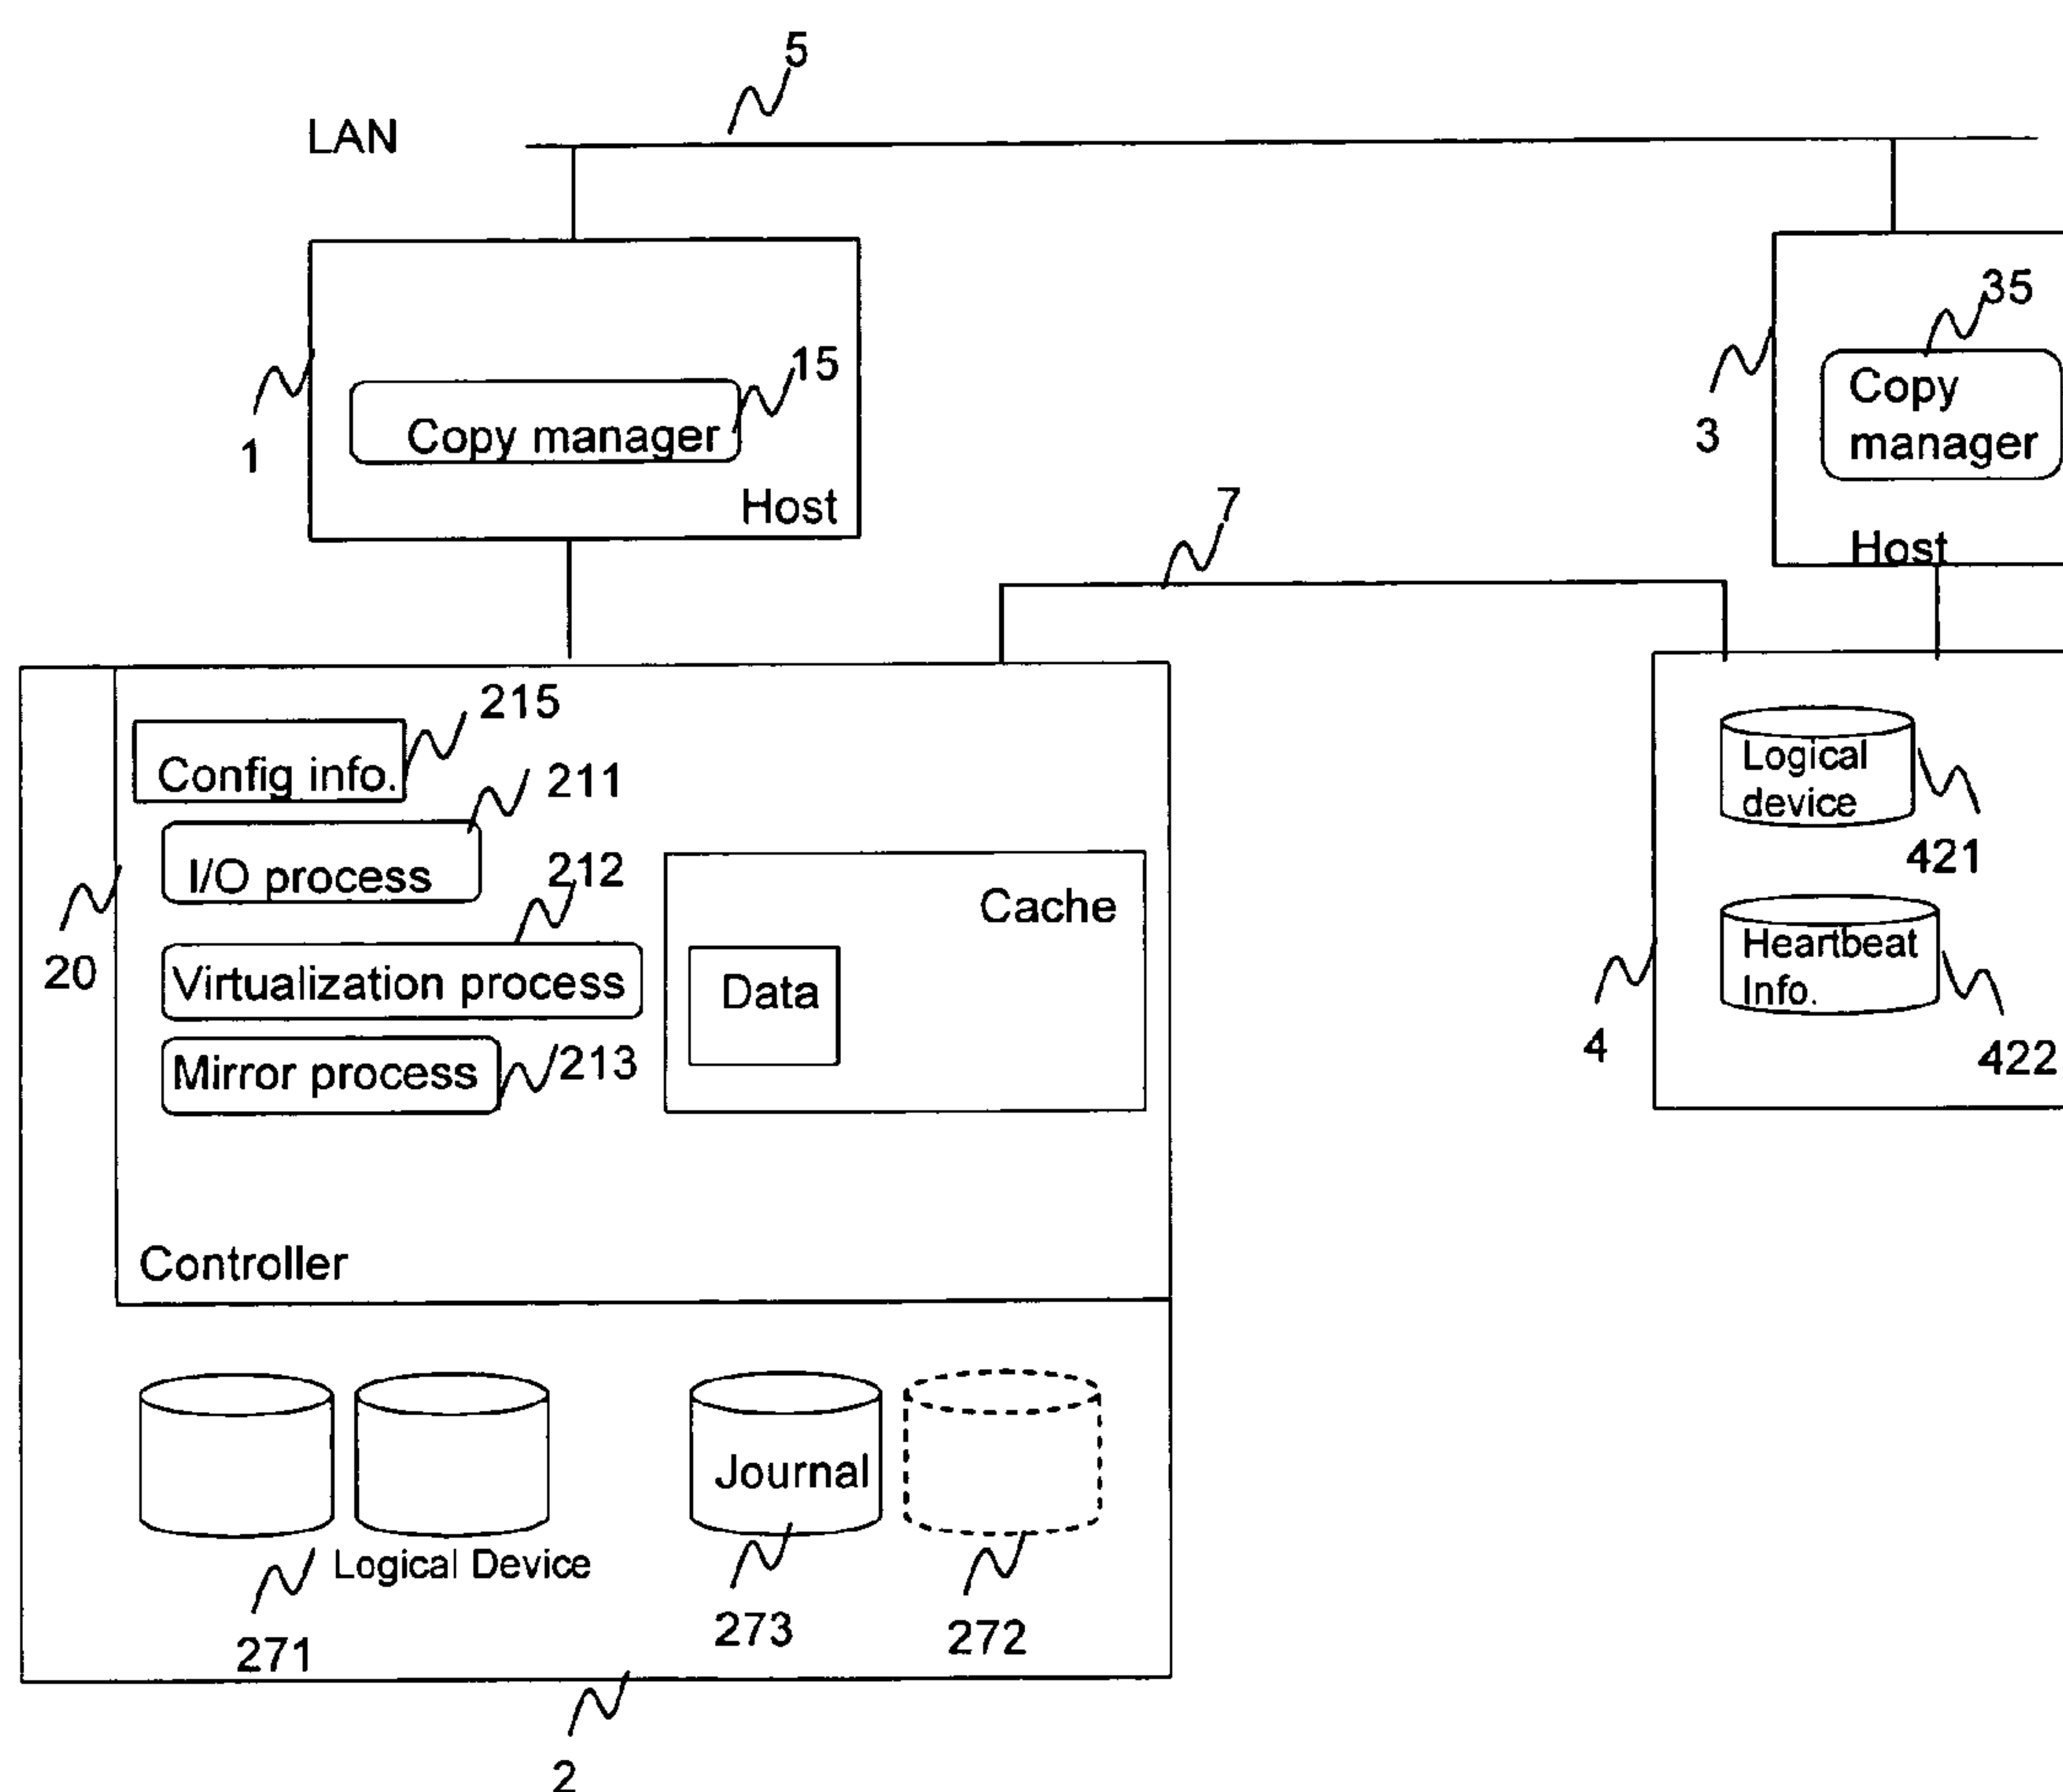 5
LAN
35
15
Copy
manager
Copy manager
1
3
Host
7
Host
215
Config info.
211
I/O process
212
Cache
Logical
device
421
Virtualization process
Data
Heartbeat
Info.
20
4
Mirror process
213
422
Controller
Journal
Logical Device
271
273
272
2